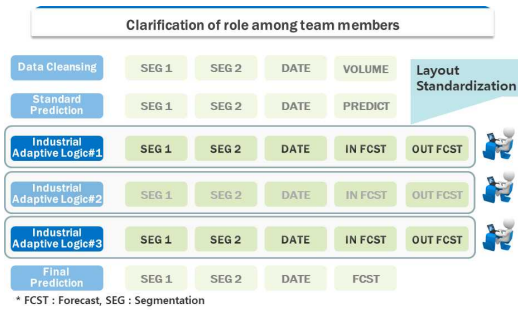 Clarification of role among team members
Data Cleansing SEG 1 SEG 2 DATE VOLUME
Layout
Standardization
Standard
Prediction SEG 1 SEG 2 DATE PREDICT
Industrial
Adaptive Logic#1 SEG 1 SEG 2 DATE IN FCST OUT FCST
Industrial
Adaptive Logic#2 SEG 1 SEG 2 DATE IN FCST OUT FCST
Industrial
Adaptive Logic#3 SEG 1 SEG 2 DATE IN FCST OUT FCST
Final
Prediction SEG 1 SEG 2 DATE FCST
* FCST : Forecast, SEG : Segmentation